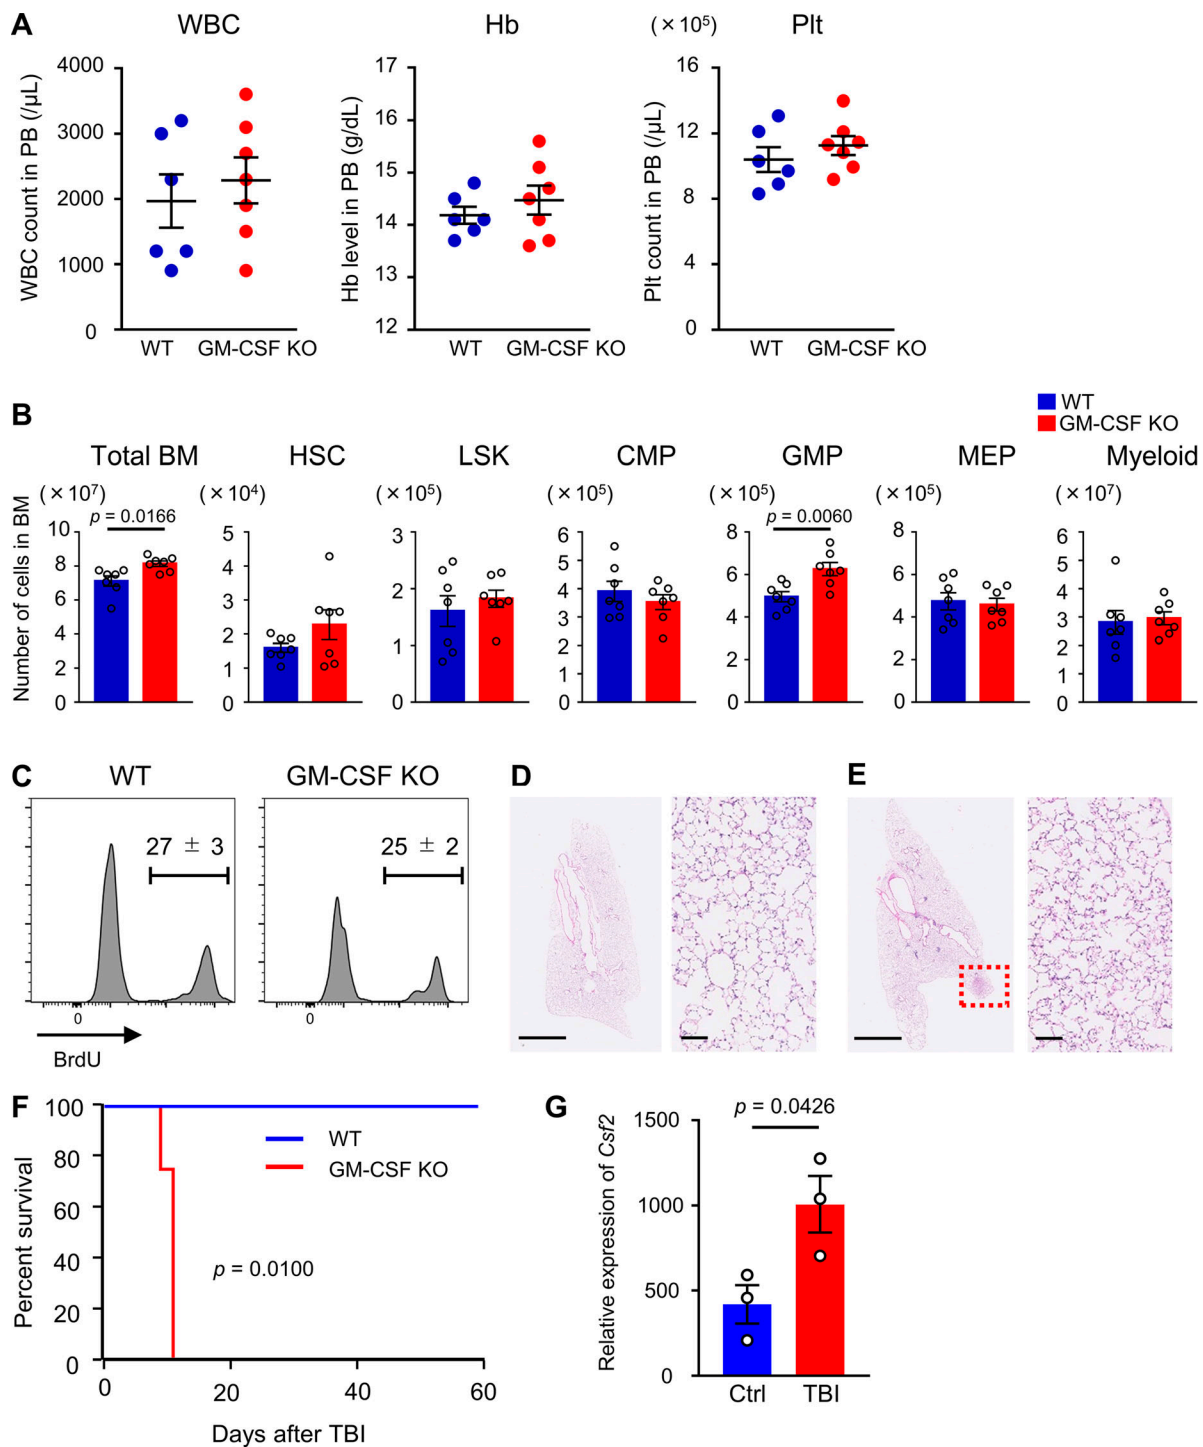 A
WBC
WBC count in PB (/μL)
4000
3000
2000
1000
0
WT
GM-CSF KO
Hb
Hb level in PB (g/dL)
17
16
15
14
13
12
WT
GM-CSF KO
(×10⁵)
Plt
Plt count in PB (/μL)
16
12
8
4
0
WT
GM-CSF KO
B
WT
GM-CSF KO
Number of cells in BM
Total BM
(×10⁷)
p = 0.0166
10
8
6
4
2
0
HSC
(×10⁴)
5
4
3
2
1
0
LSK
(×10⁵)
3
2
1
0
CMP
(×10⁵)
6
5
4
3
2
1
0
GMP
(×10⁵)
p = 0.0060
8
6
4
2
0
MEP
(×10⁵)
8
6
4
2
0
Myeloid
(×10⁷)
6
5
4
3
2
1
0
C
WT
27 ± 3
0
BrdU
GM-CSF KO
25 ± 2
0
D
E
F
Percent survival
100
80
60
40
20
0
WT
GM-CSF KO
p = 0.0100
0
20
40
60
Days after TBI
G
Relative expression of Csf2
p = 0.0426
1500
1000
500
0
Ctrl
TBI